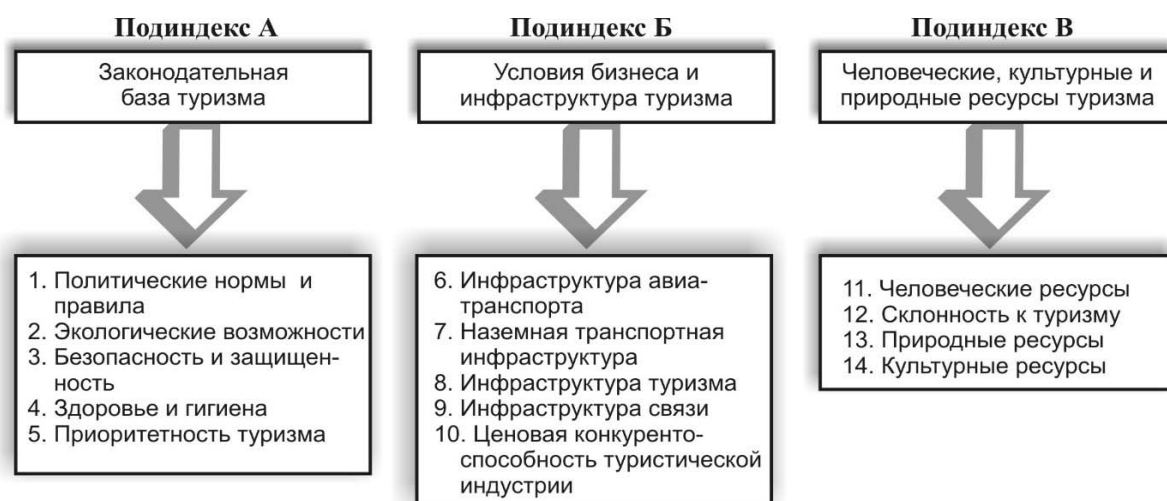 Подиндекс А
Законодательная
база туризма
1. Политические нормы и
правила
2. Экологические возможности
3. Безопасность и защищен-
ность
4. Здоровье и гигиена
5. Приоритетность туризма
Подиндекс Б
Условия бизнеса и
инфраструктура туризма
6. Инфраструктура авиа-
транспорта
7. Наземная транспортная
инфраструктура
8. Инфраструктура туризма
9. Инфраструктура связи
10. Ценовая конкуренто-
способность туристической
индустрии
Подиндекс В
Человеческие, культурные и
природные ресурсы туризма
11. Человеческие ресурсы
12. Склонность к туризму
13. Природные ресурсы
14. Культурные ресурсы